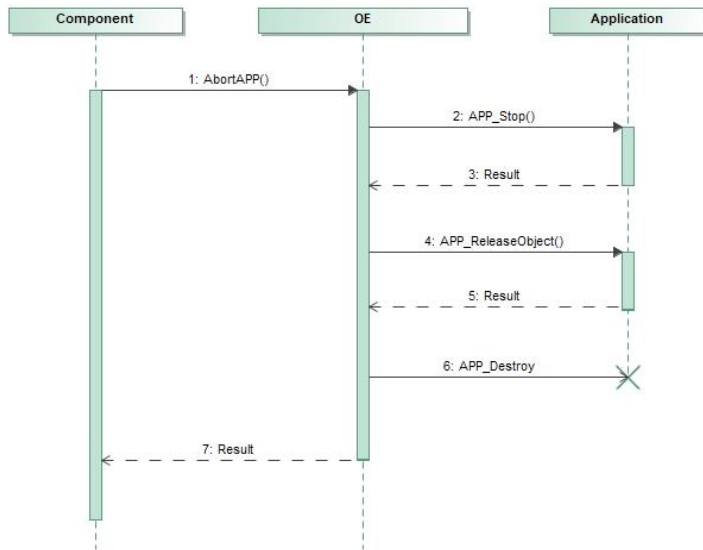 Component
OE
Application
1: AbortAPP()
2: APP_Stop()
3: Result
4: APP_ReleaseObject()
5: Result
6: APP_Destroy
7: Result